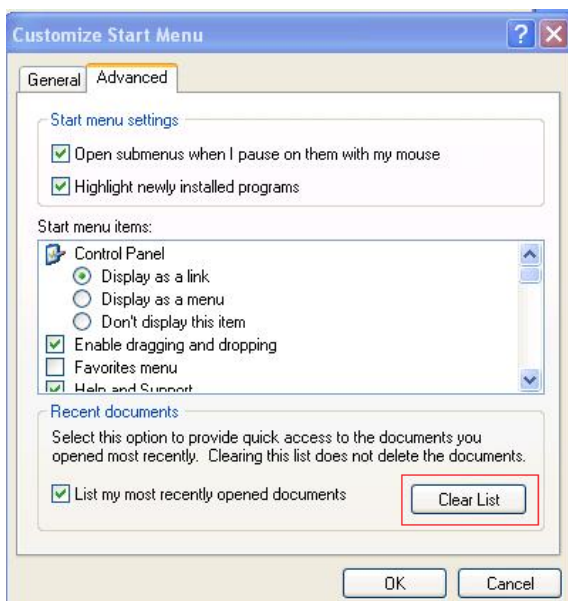 Customize Start Menu
General Advanced
Start menu settings
Open submenus when I pause on them with my mouse
Highlight newly installed programs
Start menu items:
Control Panel
Display as a link
Display as a menu
Don't display this item
Enable dragging and dropping
Favorites menu
Help and Support
Recent documents
Select this option to provide quick access to the documents you
opened most recently. Clearing this list does not delete the documents.
List my most recently opened documents Clear List
OK Cancel